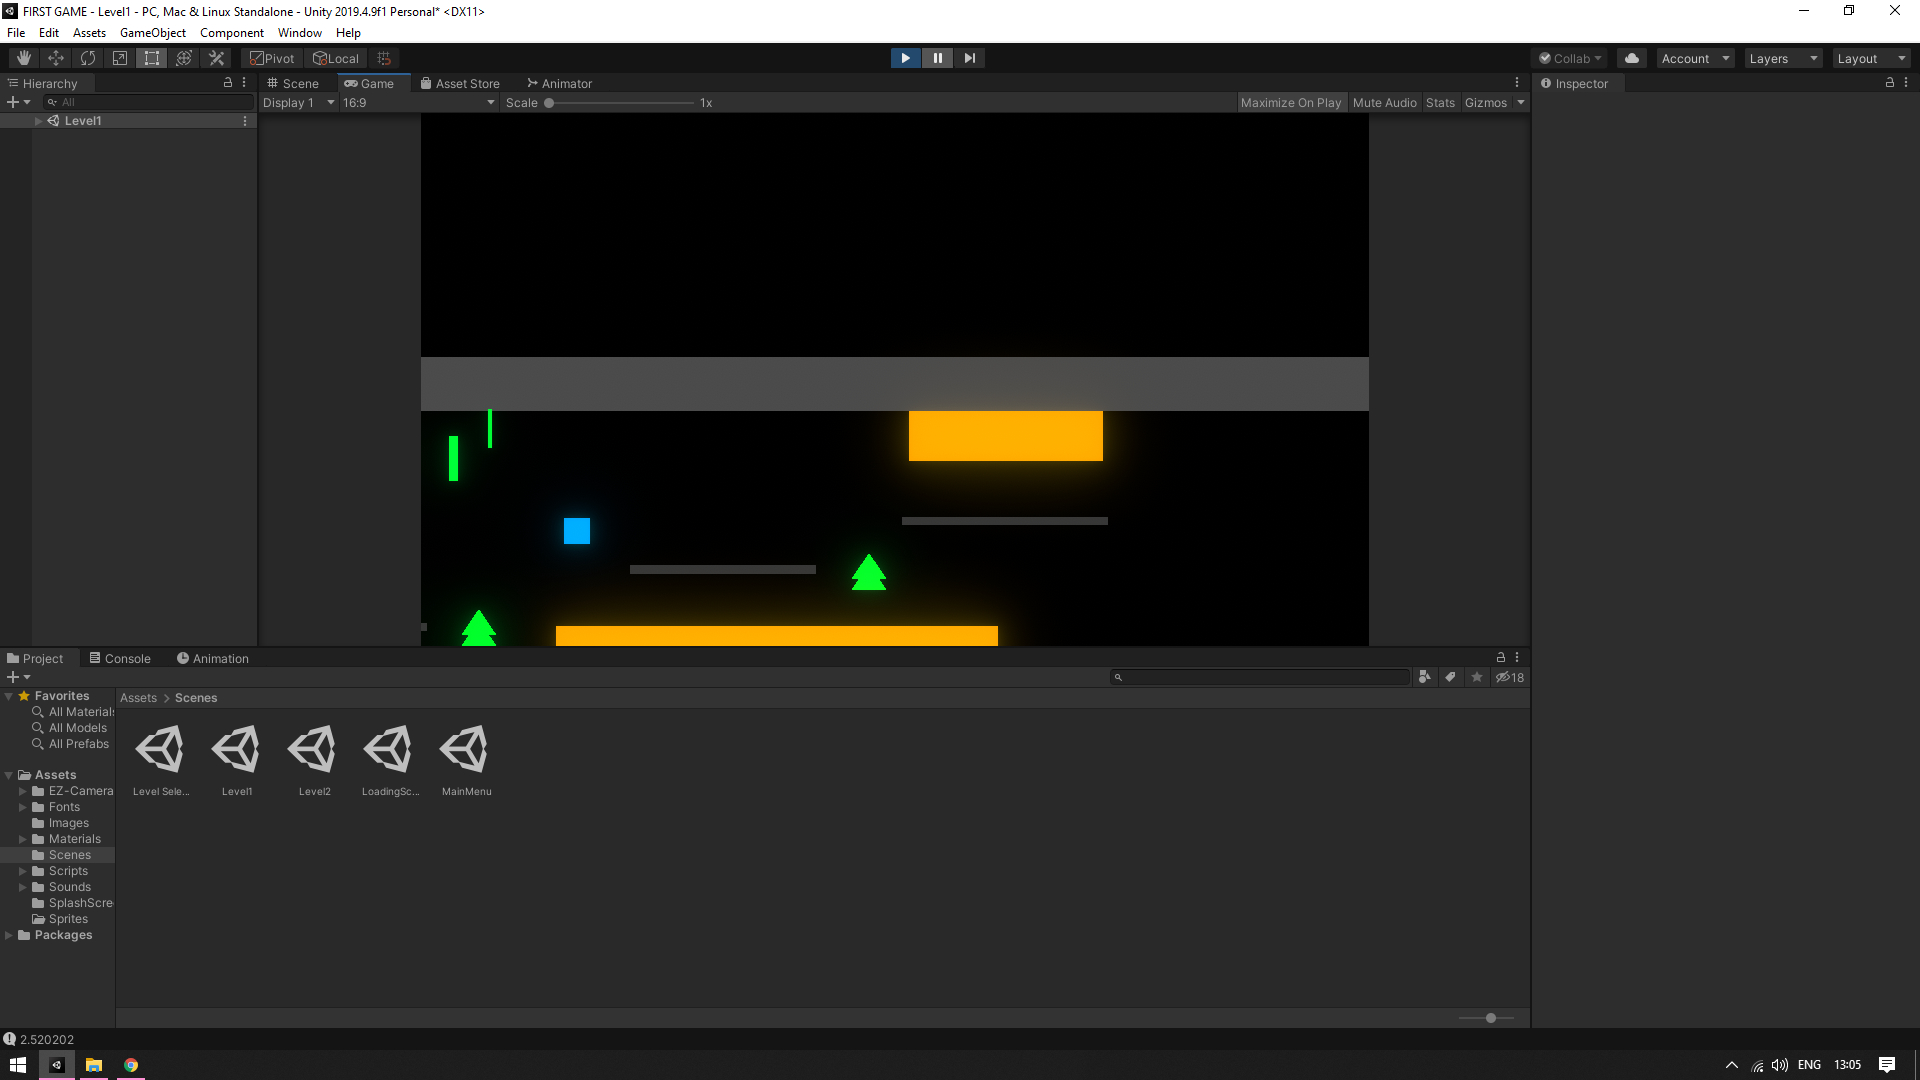 FIRST GAME - Level1 - PC, Mac & Linux Standalone - Unity 2019.4.9f1 Personal* <DX11>
File Edit Assets GameObject Component Window Help
Pivot Local Collab Account Layers Layout
Hierarchy Scene Game Asset Store Animator Inspector
All Display 1 16:9 Scale 1x Maximize On Play Mute Audio Stats Gizmos
Level1
Project Console Animation
18
Favorites
Assets > Scenes
All Materials
All Models
All Prefabs
Assets
EZ-Camera
Fonts
Images
Materials
Scenes
Scripts
Sounds
SplashScre
Sprites
Packages
Level Sele... Level1 Level2 LoadingSc... MainMenu
2.520202
ENG 13:05